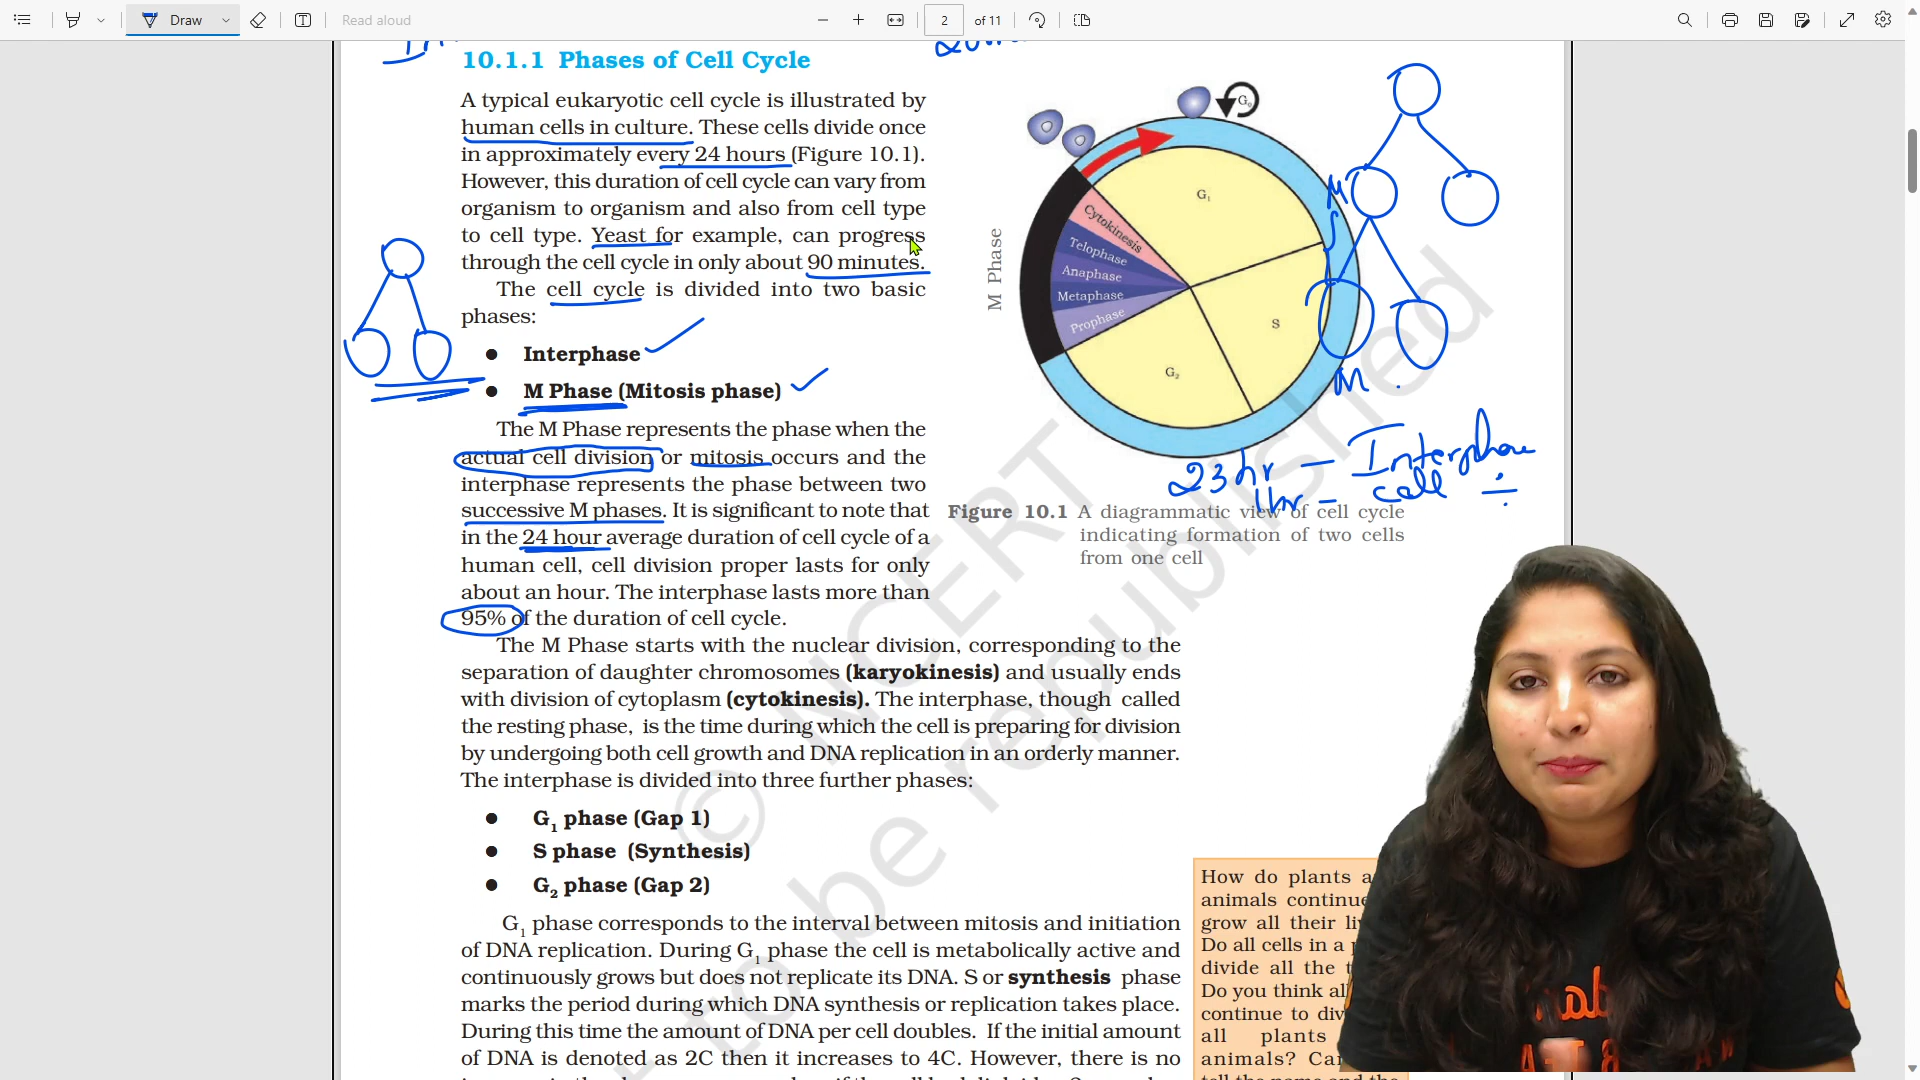 Draw
Read aloud
2 of 11
10.1.1 Phases of Cell Cycle
A typical eukaryotic cell cycle is illustrated by
human cells in culture. These cells divide once
in approximately every 24 hours (Figure 10.1).
However, this duration of cell cycle can vary from
organism to organism and also from cell type
to cell type. Yeast for example, can progress
through the cell cycle in only about 90 minutes.
The cell cycle is divided into two basic
phases:
● Interphase
● M Phase (Mitosis phase)
The M Phase represents the phase when the
actual cell division or mitosis occurs and the
interphase represents the phase between two
successive M phases. It is significant to note that
in the 24 hour average duration of cell cycle of a
human cell, cell division proper lasts for only
about an hour. The interphase lasts more than
95% of the duration of cell cycle.
G0
G1
S
G2
M Phase
Cytokinesis
Telophase
Anaphase
Metaphase
Prophase
M
M
23 hr — Interphase
1hr – cell ÷
Figure 10.1 A diagrammatic view of cell cycle
indicating formation of two cells
from one cell
The M Phase starts with the nuclear division, corresponding to the
separation of daughter chromosomes (karyokinesis) and usually ends
with division of cytoplasm (cytokinesis). The interphase, though called
the resting phase, is the time during which the cell is preparing for division
by undergoing both cell growth and DNA replication in an orderly manner.
The interphase is divided into three further phases:
● G1 phase (Gap 1)
● S phase (Synthesis)
● G2 phase (Gap 2)
G1 phase corresponds to the interval between mitosis and initiation
of DNA replication. During G1 phase the cell is metabolically active and
continuously grows but does not replicate its DNA. S or synthesis phase
marks the period during which DNA synthesis or replication takes place.
During this time the amount of DNA per cell doubles. If the initial amount
of DNA is denoted as 2C then it increases to 4C. However, there is no
How do plants
animals continue
grow all their
Do all cells in a
divide all the
Do you think
continue to
all plants
animals?
© NCERT
to be republished